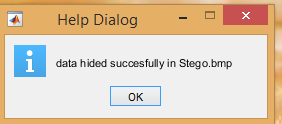 Help Dialog
data hided succesfully in Stego.bmp
OK